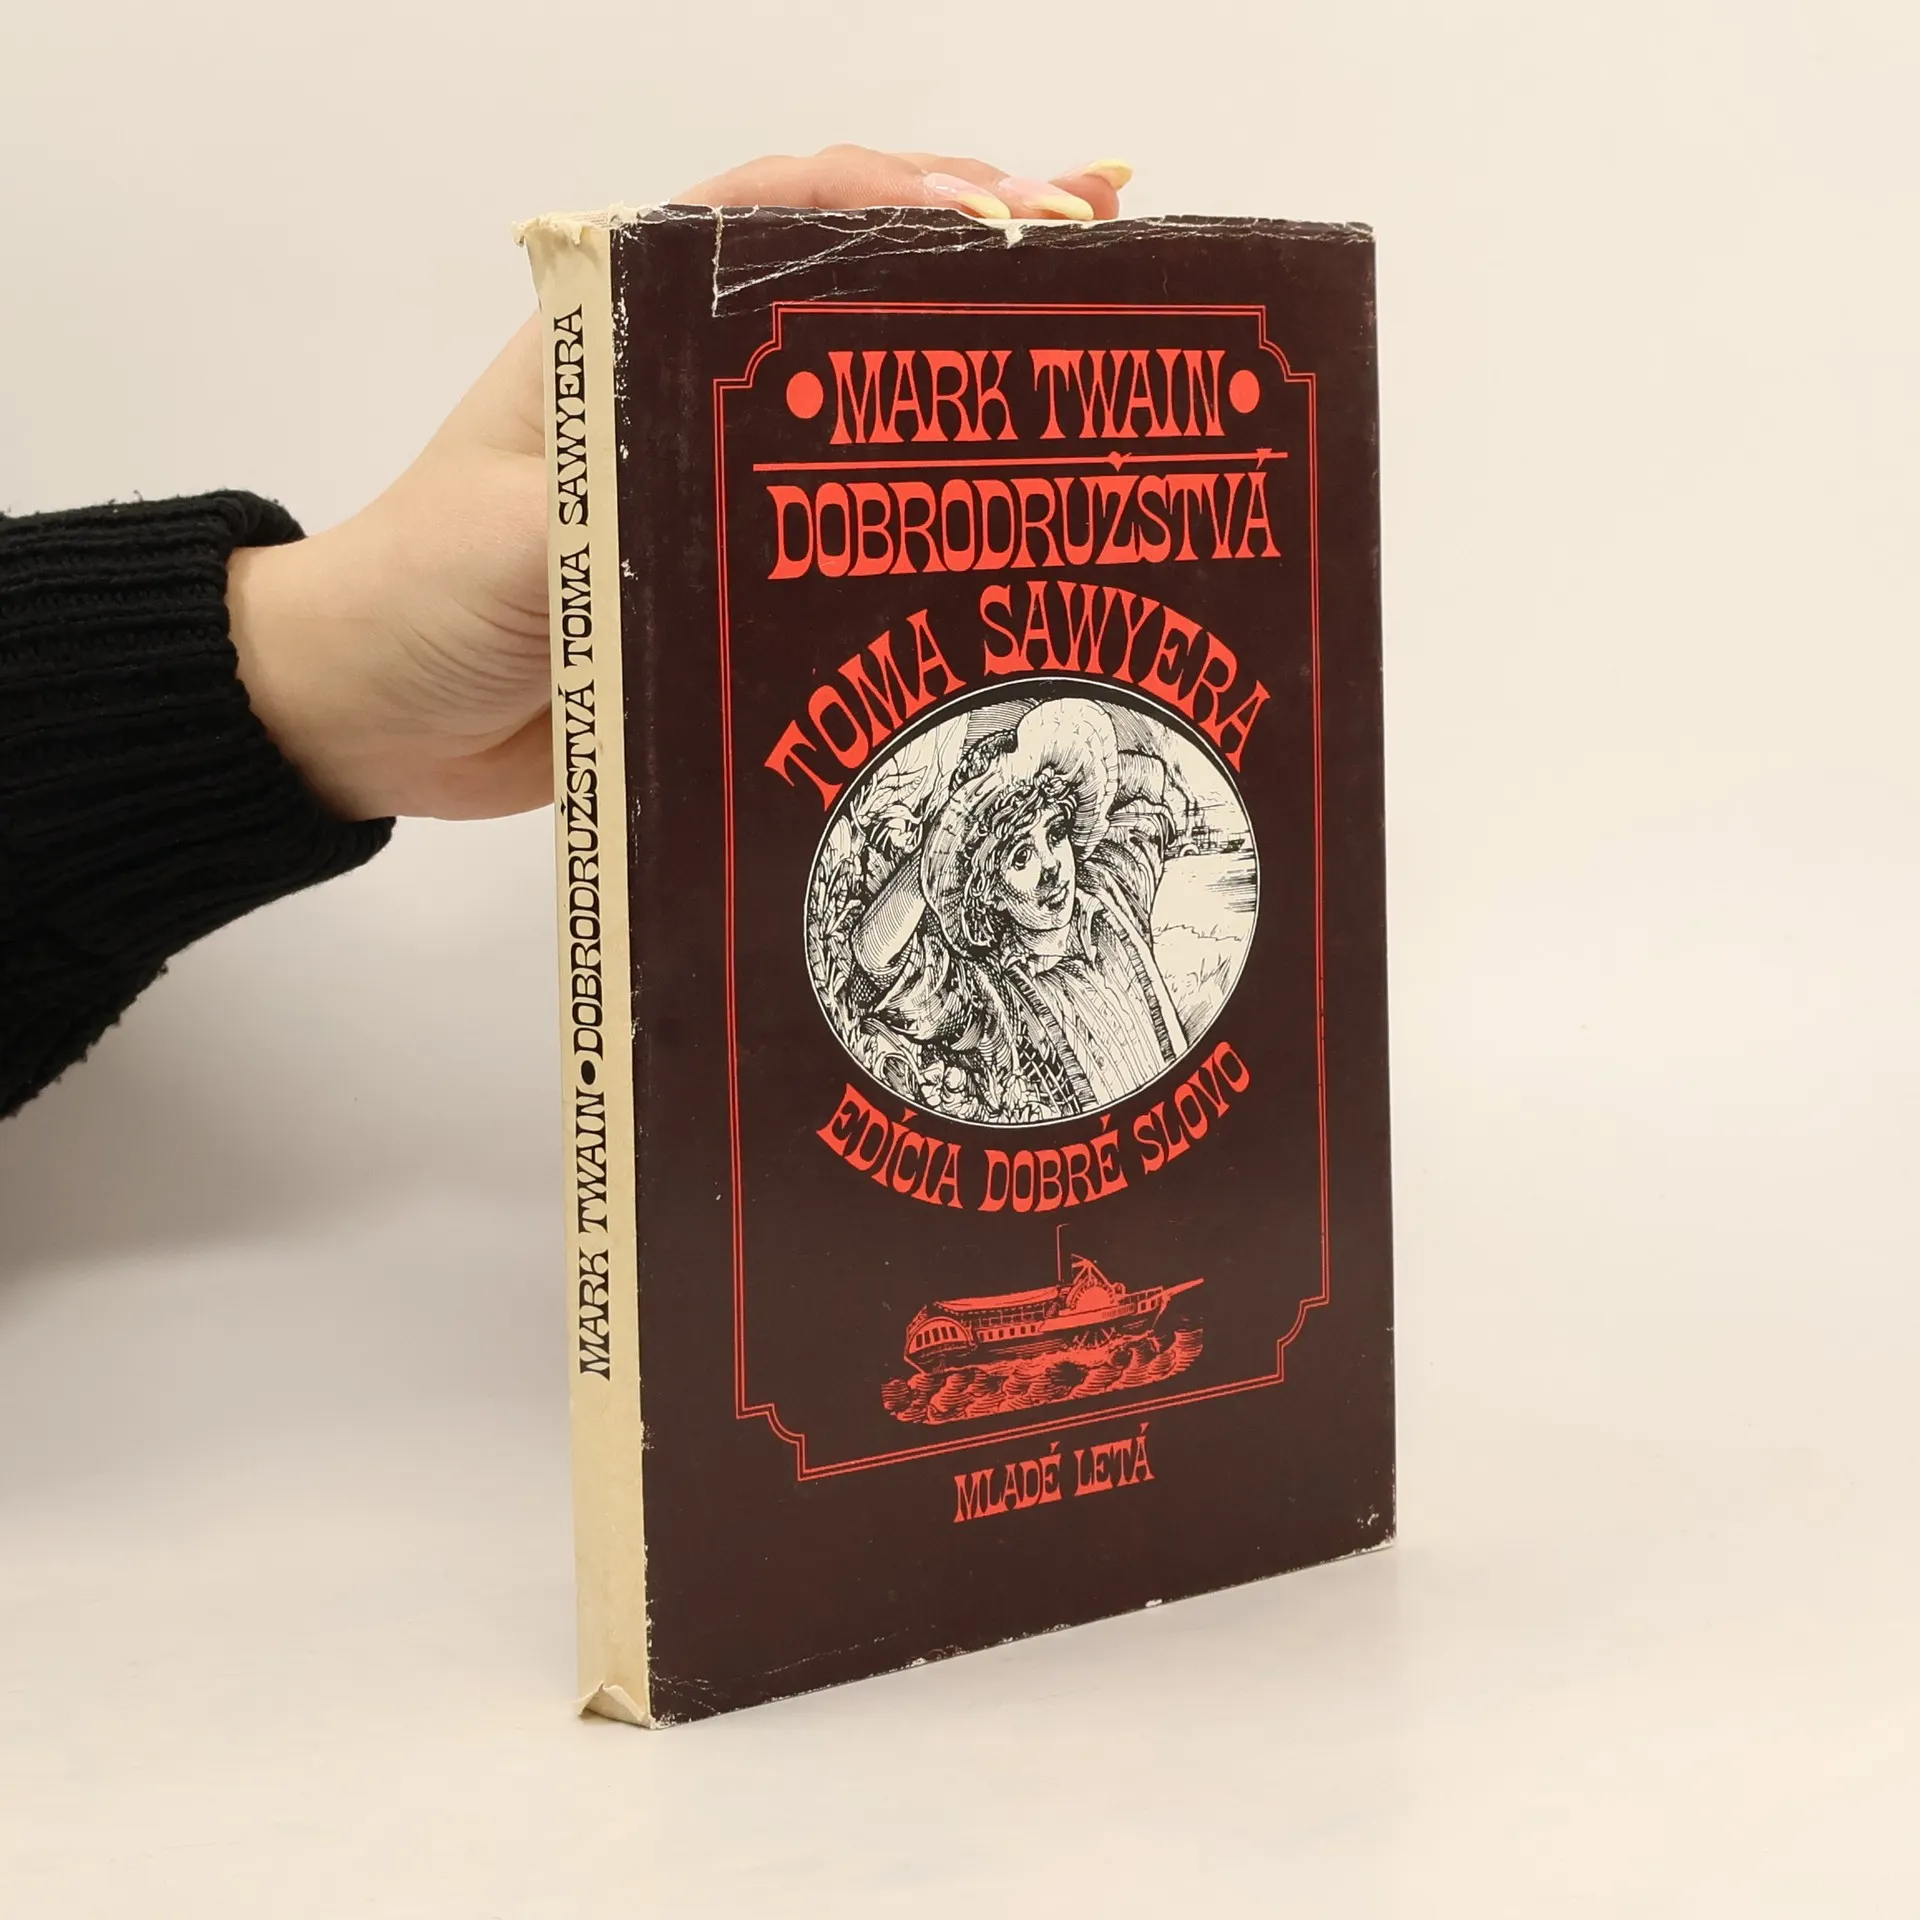 MARK TWAIN • DOBRODRUŽSTVÁ TOMA SAWYERA
• MARK TWAIN •
DOBRODRUŽSTVÁ
TOMA SAWYERA
EDÍCIA DOBRÉ SLOVO
MLADÉ LETÁ